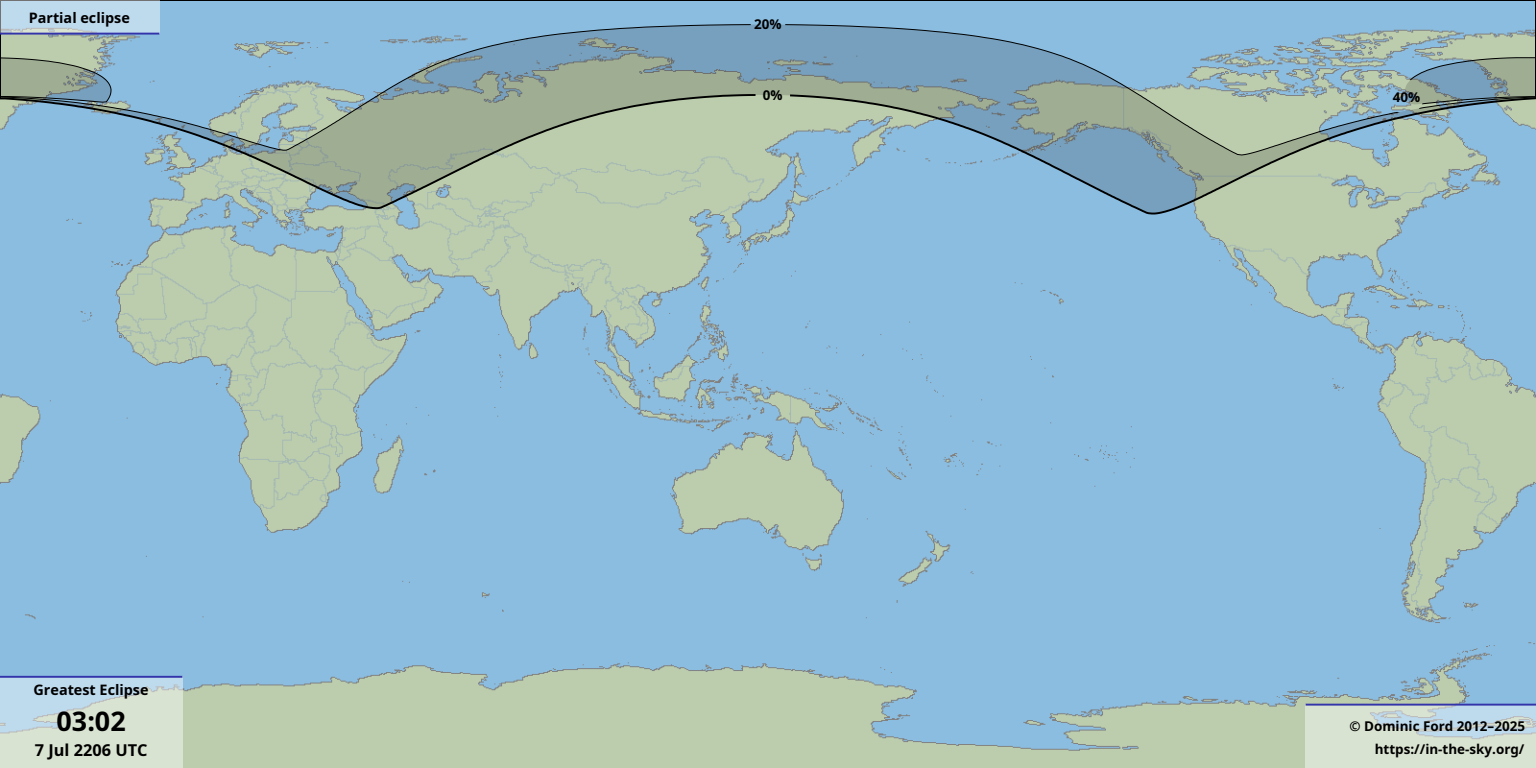 Partial eclipse
20%
0%
40%
Greatest Eclipse
03:02
7 Jul 2206 UTC
© Dominic Ford 2012–2025
https://in-the-sky.org/